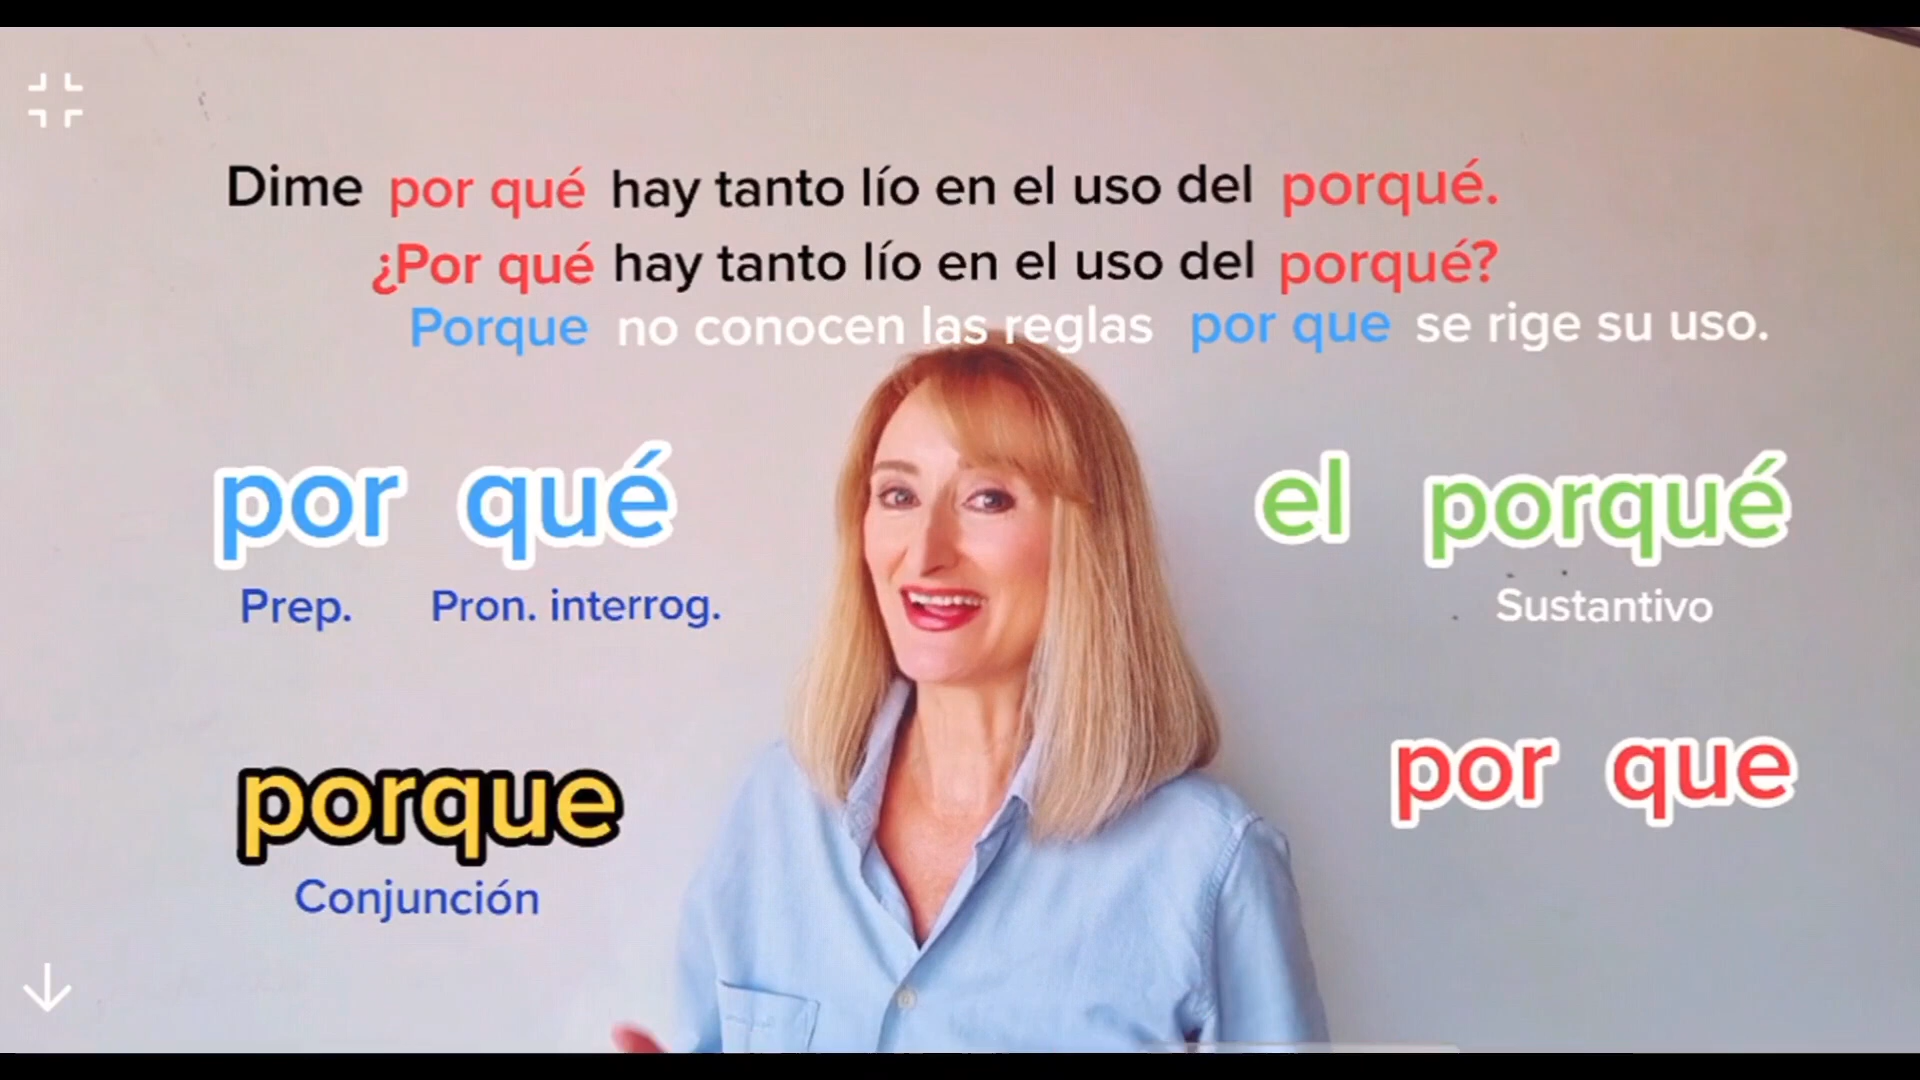 Dime por qué hay tanto lío en el uso del porqué.
¿Por qué hay tanto lío en el uso del porqué?
Porque no conocen las reglas por que se rige su uso.
por qué
Prep. Pron. interrog.
el porqué
Sustantivo
porque
Conjunción
por que